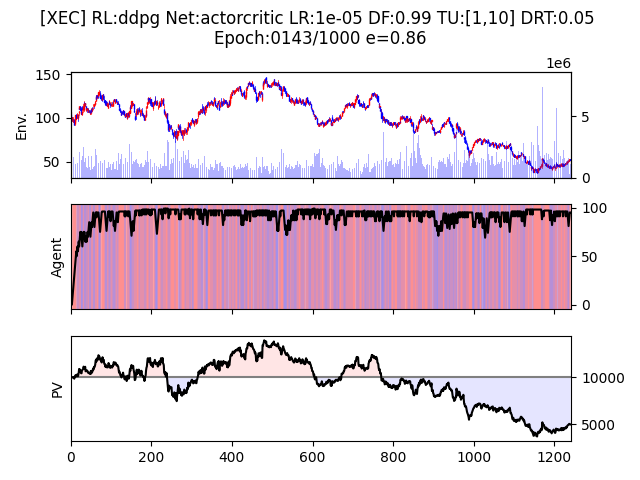 [XEC] RL:ddpg Net:actorcritic LR:1e-05 DF:0.99 TU:[1,10] DRT:0.05
Epoch:0143/1000 e=0.86
1e6
150
100
50
Env.
5
0
Agent
100
50
0
PV
10000
5000
0
200
400
600
800
1000
1200